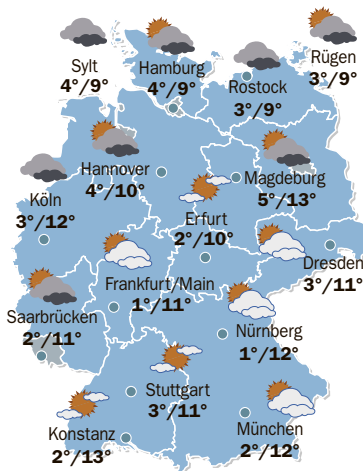 Sylt
4°/9°
Hamburg
4°/9°
Rostock
3°/9°
Rügen
3°/9°
Hannover
4°/10°
Magdeburg
5°/13°
Köln
3°/12°
Erfurt
2°/10°
Dresden
3°/11°
Frankfurt/Main
1°/11°
Saarbrücken
2°/11°
Nürnberg
1°/12°
Stuttgart
3°/11°
Konstanz
2°/13°
München
2°/12°